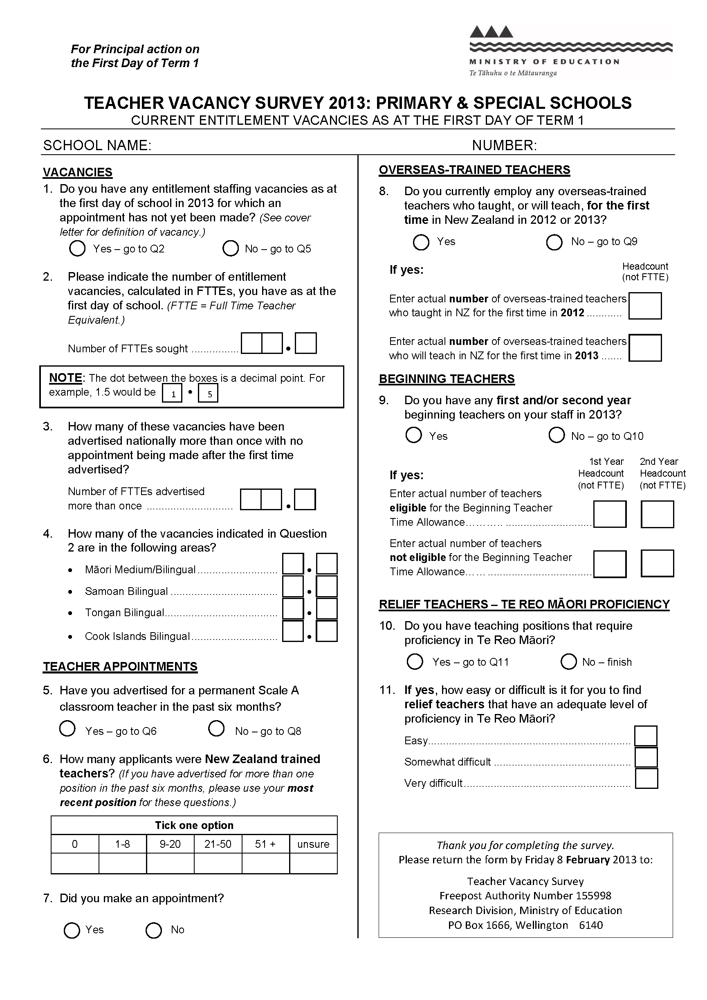 For Principal action on
the First Day of Term 1
MINISTRY OF EDUCATION
Te Tāhuhu o te Mātauranga
TEACHER VACANCY SURVEY 2013: PRIMARY & SPECIAL SCHOOLS
CURRENT ENTITLEMENT VACANCIES AS AT THE FIRST DAY OF TERM 1
SCHOOL NAME: NUMBER:
VACANCIES
1. Do you have any entitlement staffing vacancies as at
the first day of school in 2013 for which an
appointment has not yet been made? (See cover
letter for definition of vacancy.)
Yes – go to Q2 No – go to Q5
2. Please indicate the number of entitlement
vacancies, calculated in FTTEs, you have as at the
first day of school. (FTTE = Full Time Teacher
Equivalent.)
Number of FTTEs sought ................ •
NOTE: The dot between the boxes is a decimal point. For
example, 1.5 would be 1 • 5
3. How many of these vacancies have been
advertised nationally more than once with no
appointment being made after the first time
advertised?
Number of FTTEs advertised
more than once ............................. •
4. How many of the vacancies indicated in Question
2 are in the following areas?
• Māori Medium/Bilingual........................... •
• Samoan Bilingual .................................... •
• Tongan Bilingual...................................... •
• Cook Islands Bilingual............................. •
TEACHER APPOINTMENTS
5. Have you advertised for a permanent Scale A
classroom teacher in the past six months?
Yes – go to Q6 No – go to Q8
6. How many applicants were New Zealand trained
teachers? (If you have advertised for more than one
position in the past six months, please use your most
recent position for these questions.)
Tick one option
0 1-8 9-20 21-50 51 + unsure
7. Did you make an appointment?
Yes No
OVERSEAS-TRAINED TEACHERS
8. Do you currently employ any overseas-trained
teachers who taught, or will teach, for the first
time in New Zealand in 2012 or 2013?
Yes No – go to Q9
If yes:
Headcount
(not FTTE)
Enter actual number of overseas-trained teachers
who taught in NZ for the first time in 2012 ............
Enter actual number of overseas-trained teachers
who will teach in NZ for the first time in 2013 .......
BEGINNING TEACHERS
9. Do you have any first and/or second year
beginning teachers on your staff in 2013?
Yes No – go to Q10
1st Year 2nd Year
Headcount Headcount
(not FTTE) (not FTTE)
If yes:
Enter actual number of teachers
eligible for the Beginning Teacher
Time Allowance……….. .............................
Enter actual number of teachers
not eligible for the Beginning Teacher
Time Allowance…... ...................................
RELIEF TEACHERS – TE REO MĀORI PROFICIENCY
10. Do you have teaching positions that require
proficiency in Te Reo Māori?
Yes – go to Q11 No – finish
11. If yes, how easy or difficult is it for you to find
relief teachers that have an adequate level of
proficiency in Te Reo Māori?
Easy....................................................................
Somewhat difficult ..............................................
Very difficult........................................................
Thank you for completing the survey.
Please return the form by Friday 8 February 2013 to:
Teacher Vacancy Survey
Freepost Authority Number 155998
Research Division, Ministry of Education
PO Box 1666, Wellington 6140